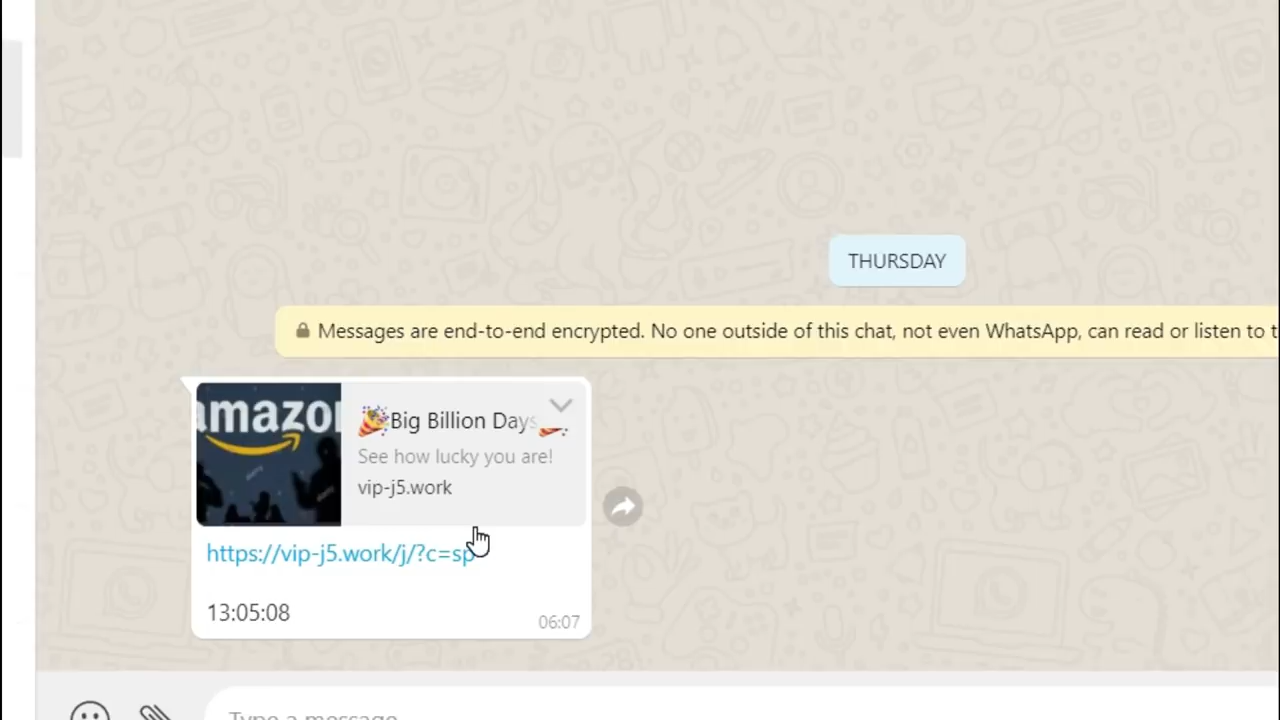 THURSDAY
Messages are end-to-end encrypted. No one outside of this chat, not even WhatsApp, can read or listen to t
amazon
🎉Big Billion Days🎉
See how lucky you are!
vip-j5.work
https://vip-j5.work/j/?c=sp
13:05:08
06:07
Type a message